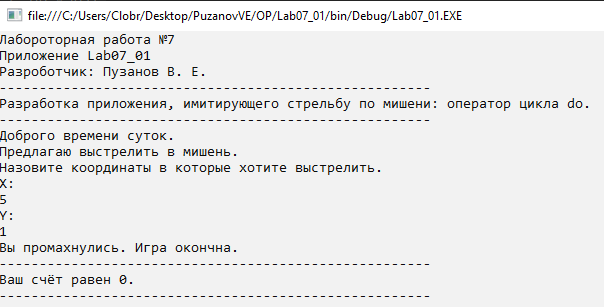 file:///C:/Users/Clobr/Desktop/PuzanovVE/OP/Lab07_01/bin/Debug/Lab07_01.EXE
Лабороторная работа №7
Приложение Lab07_01
Разроботчик: Пузанов В. Е.
-----------------------------------------------------
Разработка приложения, имитирующего стрельбу по мишени: оператор цикла do.
-----------------------------------------------------
Доброго времени суток.
Предлагаю выстрелить в мишень.
Назовите координаты в которые хотите выстрелить.
X:
5
Y:
1
Вы промахнулись. Игра окончна.
-----------------------------------------------------
Ваш счёт равен 0.
-----------------------------------------------------